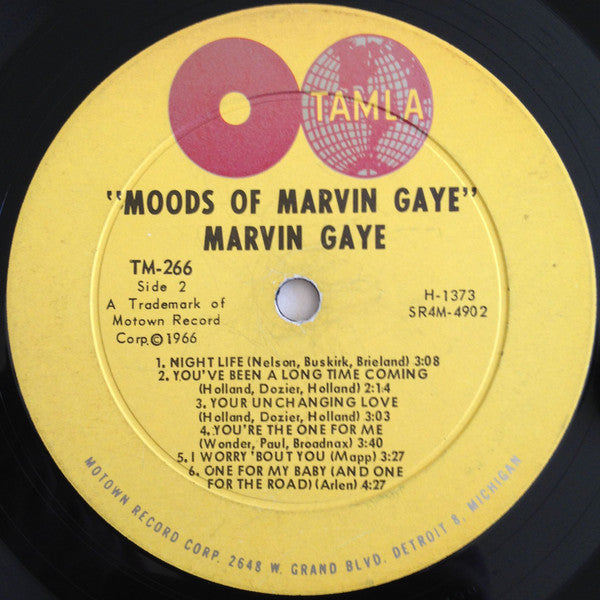 TAMLA
"MOODS OF MARVIN GAYE"
MARVIN GAYE
TM-266
Side 2
A Trademark of
Motown Record
Corp.©1966
H-1373
SR4M-4902
1. NIGHT LIFE (Nelson, Buskirk, Brieland) 3:08
2. YOU'VE BEEN A LONG TIME COMING
(Holland, Dozier, Holland) 2:14
3. YOUR UNCHANGING LOVE
(Holland, Dozier, Holland) 3:03
4. YOU'RE THE ONE FOR ME
(Wonder, Paul, Broadnax) 3:40
5. I WORRY 'BOUT YOU (Mapp) 3:27
6. ONE FOR MY BABY (AND ONE
FOR THE ROAD) (Arlen) 4:27
MOTOWN RECORD CORP. 2648 W. GRAND BLVD. DETROIT 8, MICHIGAN